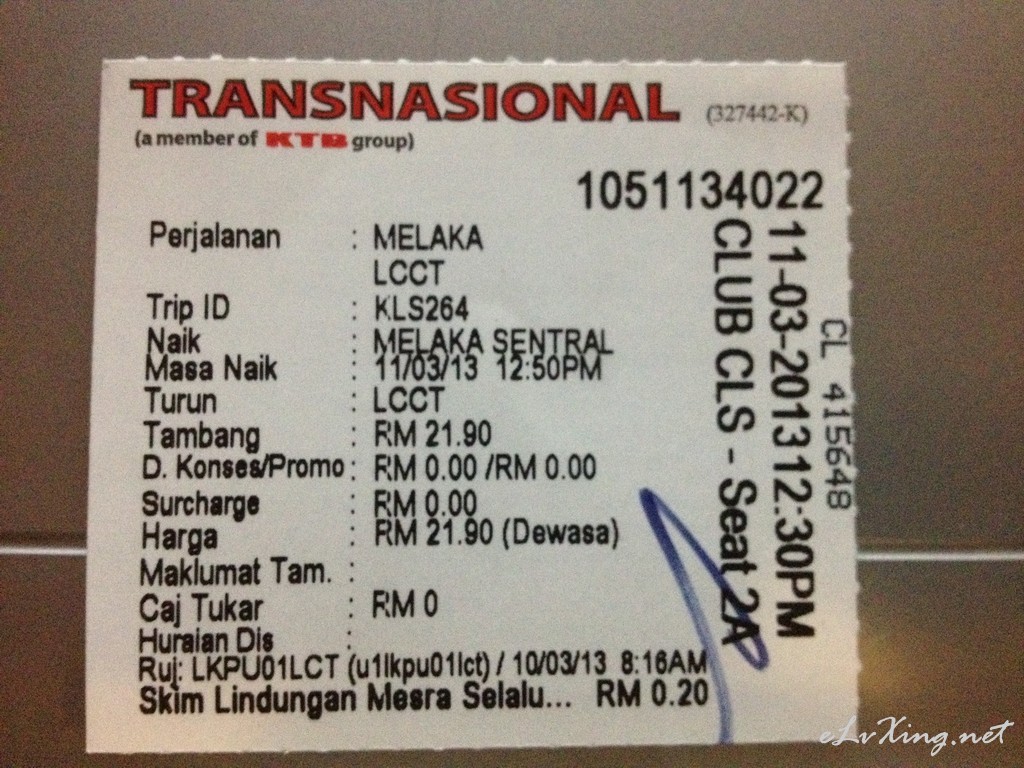 TRANSNASIONAL (327442-K)
(a member of KTB group)
1051134022
Perjalanan : MELAKA
LCCT
Trip ID : KLS264
Naik : MELAKA SENTRAL
Masa Naik : 11/03/13 12:50PM
Turun : LCCT
Tambang : RM 21.90
D. Konses/Promo : RM 0.00 /RM 0.00
Surcharge : RM 0.00
Harga : RM 21.90 (Dewasa)
Maklumat Tam. :
Caj Tukar : RM 0
Huraian Dis :
Ruj: LKPU01LCT (u1lkpu01lct) / 10/03/13 8:16AM
Skim Lindungan Mesra Selalu... RM 0.20
CL 415648
11-03-2013 12:30PM
CLUB CLS - Seat 2A
eLvXing.net